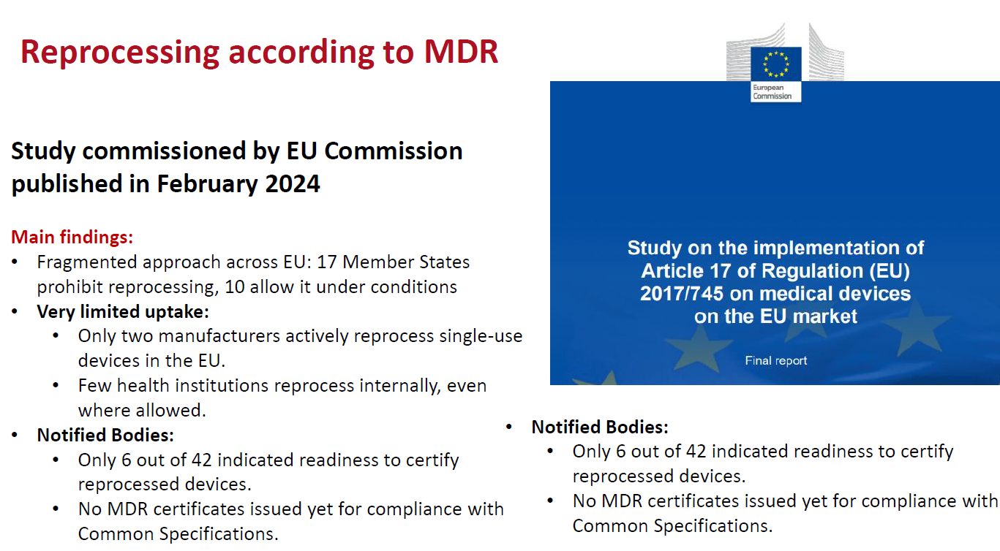 Reprocessing according to MDR
Study commissioned by EU Commission
published in February 2024
Main findings:
• Fragmented approach across EU: 17 Member States
prohibit reprocessing, 10 allow it under conditions
• Very limited uptake:
• Only two manufacturers actively reprocess single-use
devices in the EU.
• Few health institutions reprocess internally, even
where allowed.
• Notified Bodies:
• Only 6 out of 42 indicated readiness to certify
reprocessed devices.
• No MDR certificates issued yet for compliance with
Common Specifications.
European
Commission
Study on the implementation of
Article 17 of Regulation (EU)
2017/745 on medical devices
on the EU market
Final report
• Notified Bodies:
• Only 6 out of 42 indicated readiness to certify
reprocessed devices.
• No MDR certificates issued yet for compliance with
Common Specifications.